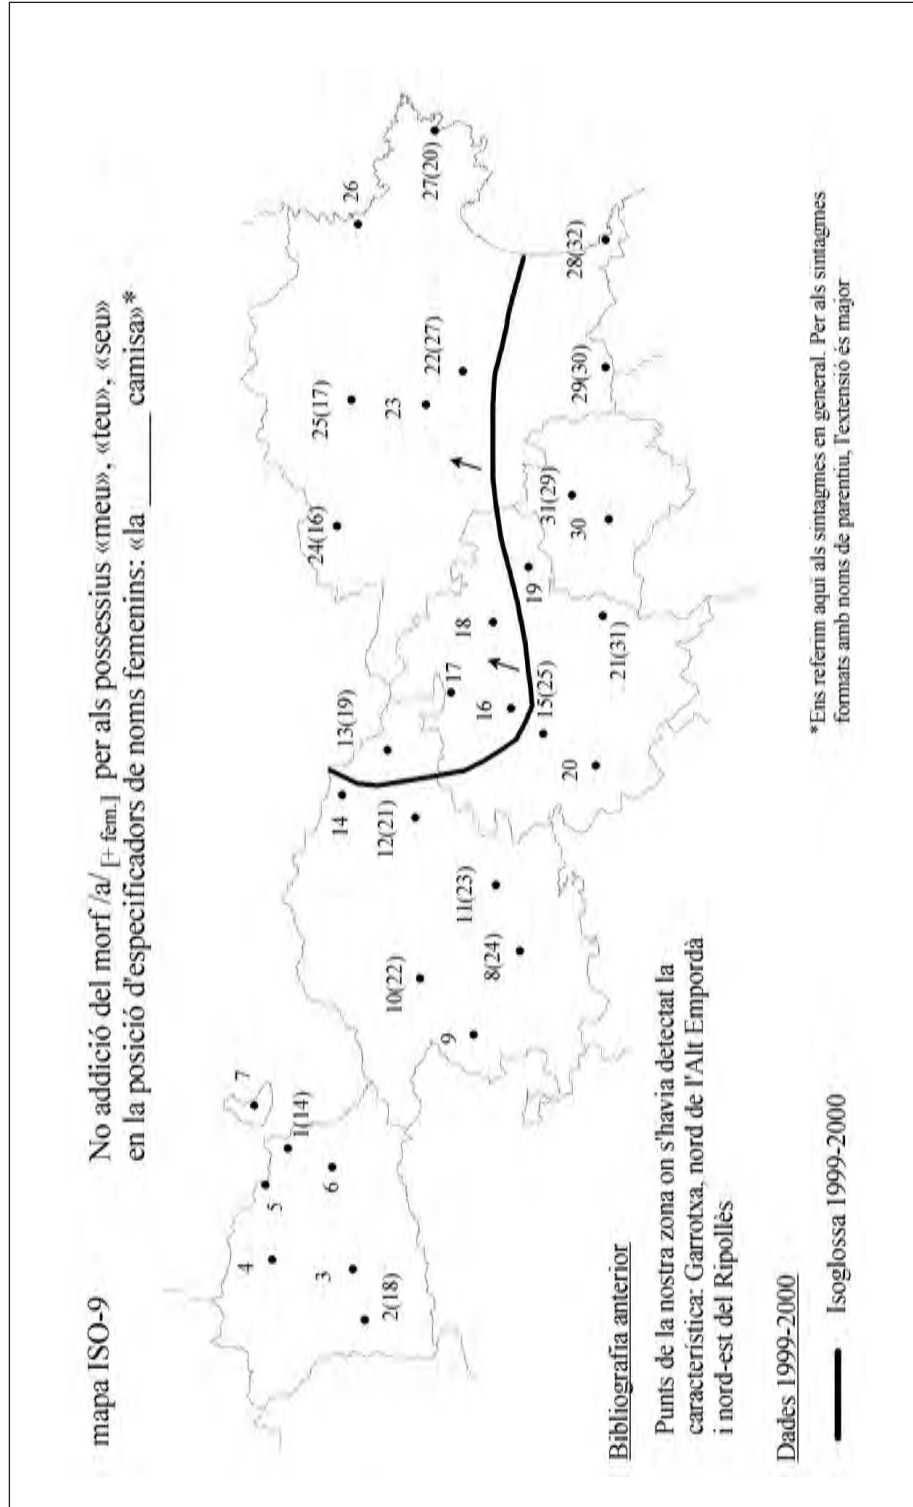 mapa ISO-9
No addició del morf /a/ [+ fem.] per als possessius «meu», «teu», «seu»
en la posició d'especificadors de noms femenins: «la ______ camisa»*
7
5
1(14)
4
6
3
2(18)
14
13(19)
12(21)
10(22)
11(23)
9
8(24)
24(16)
25(17)
26
23
22(27)
27(20)
17
18
16
15(25)
19
20
21(31)
31(29)
30
29(30)
28(32)
Bibliografia anterior
Punts de la nostra zona on s'havia detectat la
característica: Garrotxa, nord de l'Alt Empordà
i nord-est del Ripollès
Dades 1999-2000
Isoglossa 1999-2000
*Ens referim aquí als sintagmes en general. Per als sintagmes
formats amb noms de parentiu, l'extensió és major